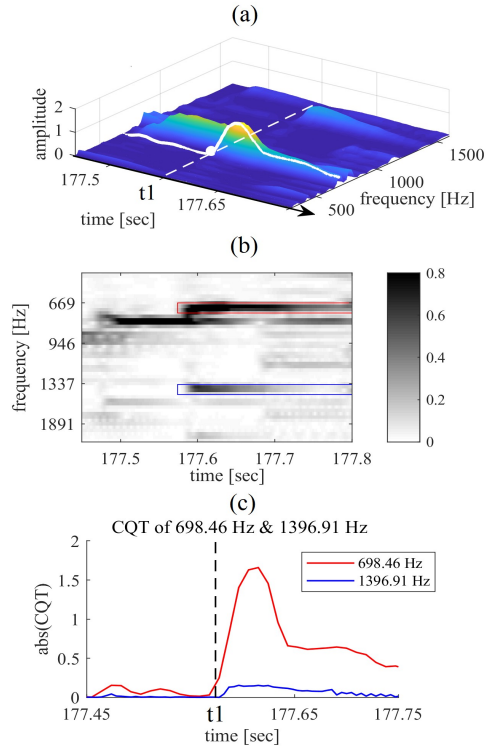 (a)
amplitude
2
1
0
177.5
t1
177.65
time [sec]
500
1000
1500
frequency [Hz]
(b)
frequency [Hz]
669
946
1337
1891
177.5
177.6
177.7
177.8
time [sec]
0.8
0.6
0.4
0.2
0
(c)
CQT of 698.46 Hz & 1396.91 Hz
abs(CQT)
2
1.5
1
0.5
0
698.46 Hz
1396.91 Hz
177.45
t1
177.65
177.75
time [sec]